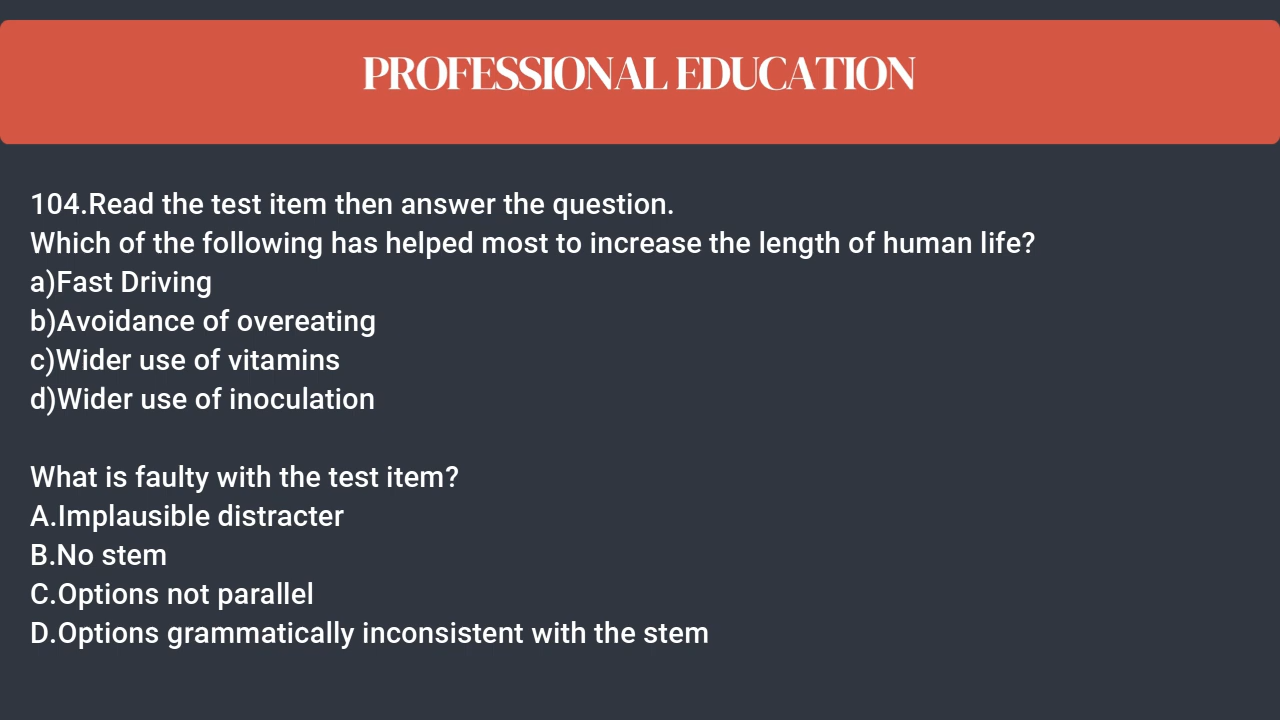 PROFESSIONAL EDUCATION
104.Read the test item then answer the question.
Which of the following has helped most to increase the length of human life?
a)Fast Driving
b)Avoidance of overeating
c)Wider use of vitamins
d)Wider use of inoculation
What is faulty with the test item?
A.Implausible distracter
B.No stem
C.Options not parallel
D.Options grammatically inconsistent with the stem